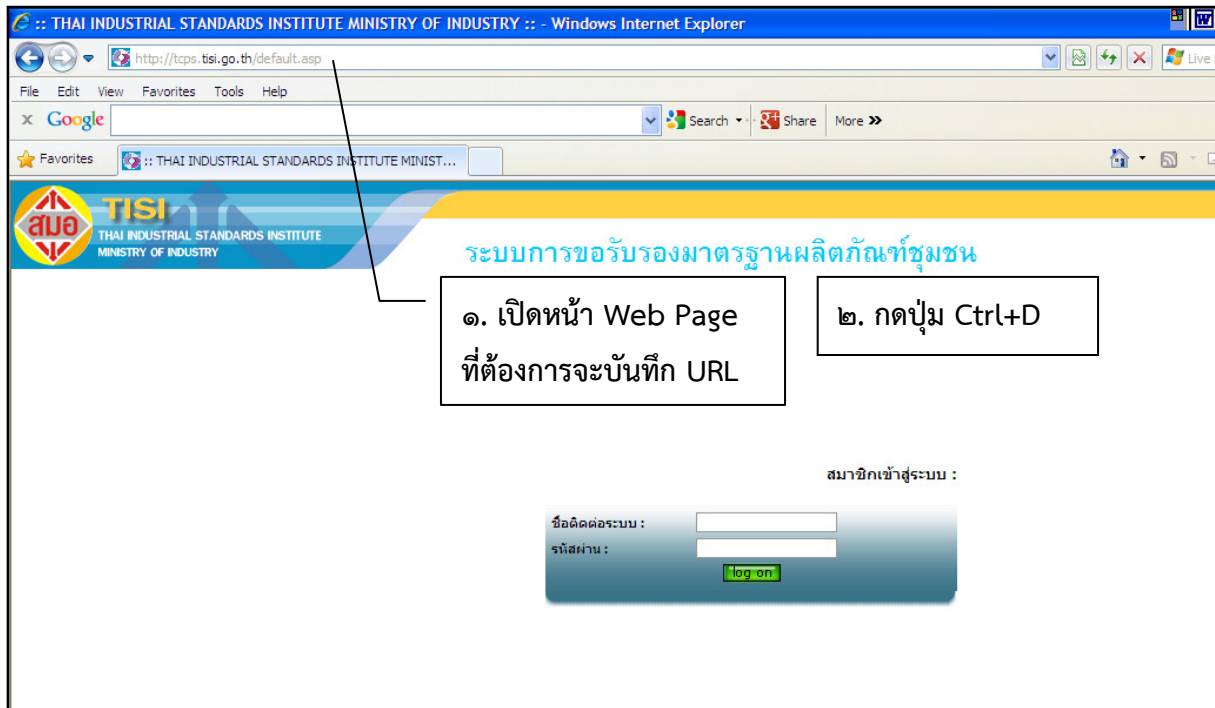 :: THAI INDUSTRIAL STANDARDS INSTITUTE MINISTRY OF INDUSTRY :: - Windows Internet Explorer
http://tcps.tisi.go.th/default.asp
Live
File Edit View Favorites Tools Help
x Google Search Share More »
Favorites :: THAI INDUSTRIAL STANDARDS INSTITUTE MINIST...
สมอ
TISI
THAI INDUSTRIAL STANDARDS INSTITUTE
MINISTRY OF INDUSTRY
ระบบการขอรับรองมาตรฐานผลิตภัณฑ์ชุมชน
๑. เปิดหน้า Web Page
ที่ต้องการจะบันทึก URL
๒. กดปุ่ม Ctrl+D
สมาชิกเข้าสู่ระบบ :
ชื่อติดต่อระบบ :
รหัสผ่าน :
log on